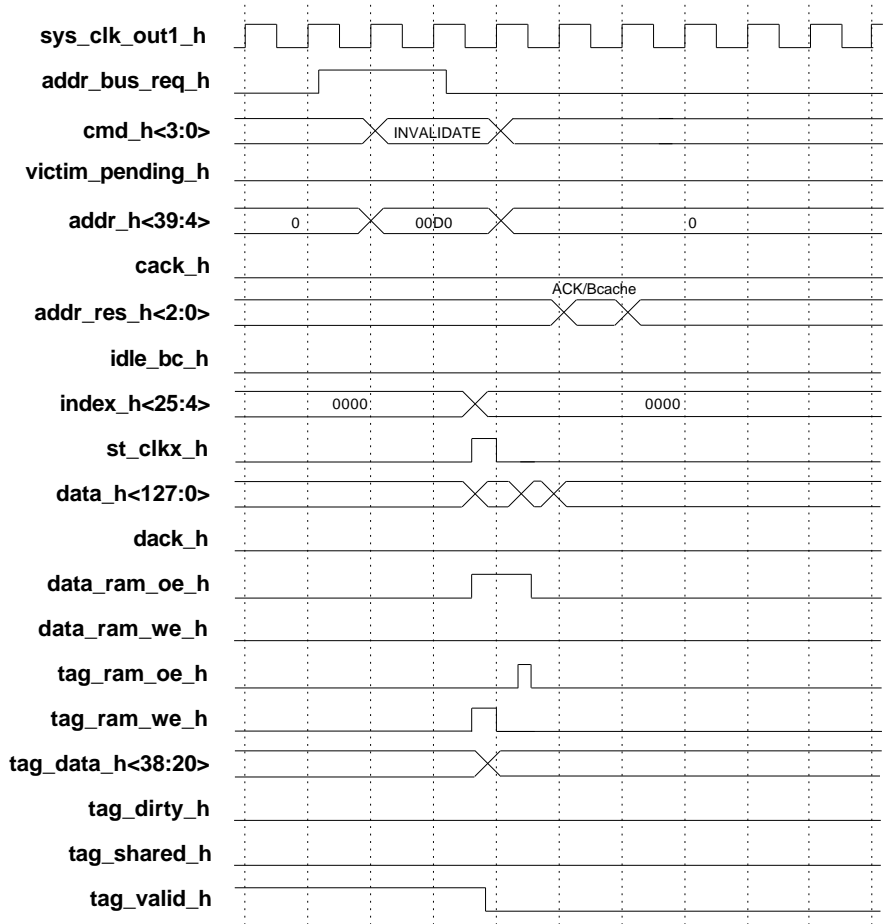 sys_clk_out1_h
addr_bus_req_h
cmd_h<3:0>
INVALIDATE
victim_pending_h
addr_h<39:4>
0 00D0 0
cack_h
ACK/Bcache
addr_res_h<2:0>
idle_bc_h
index_h<25:4>
0000 0000
st_clkx_h
data_h<127:0>
dack_h
data_ram_oe_h
data_ram_we_h
tag_ram_oe_h
tag_ram_we_h
tag_data_h<38:20>
tag_dirty_h
tag_shared_h
tag_valid_h